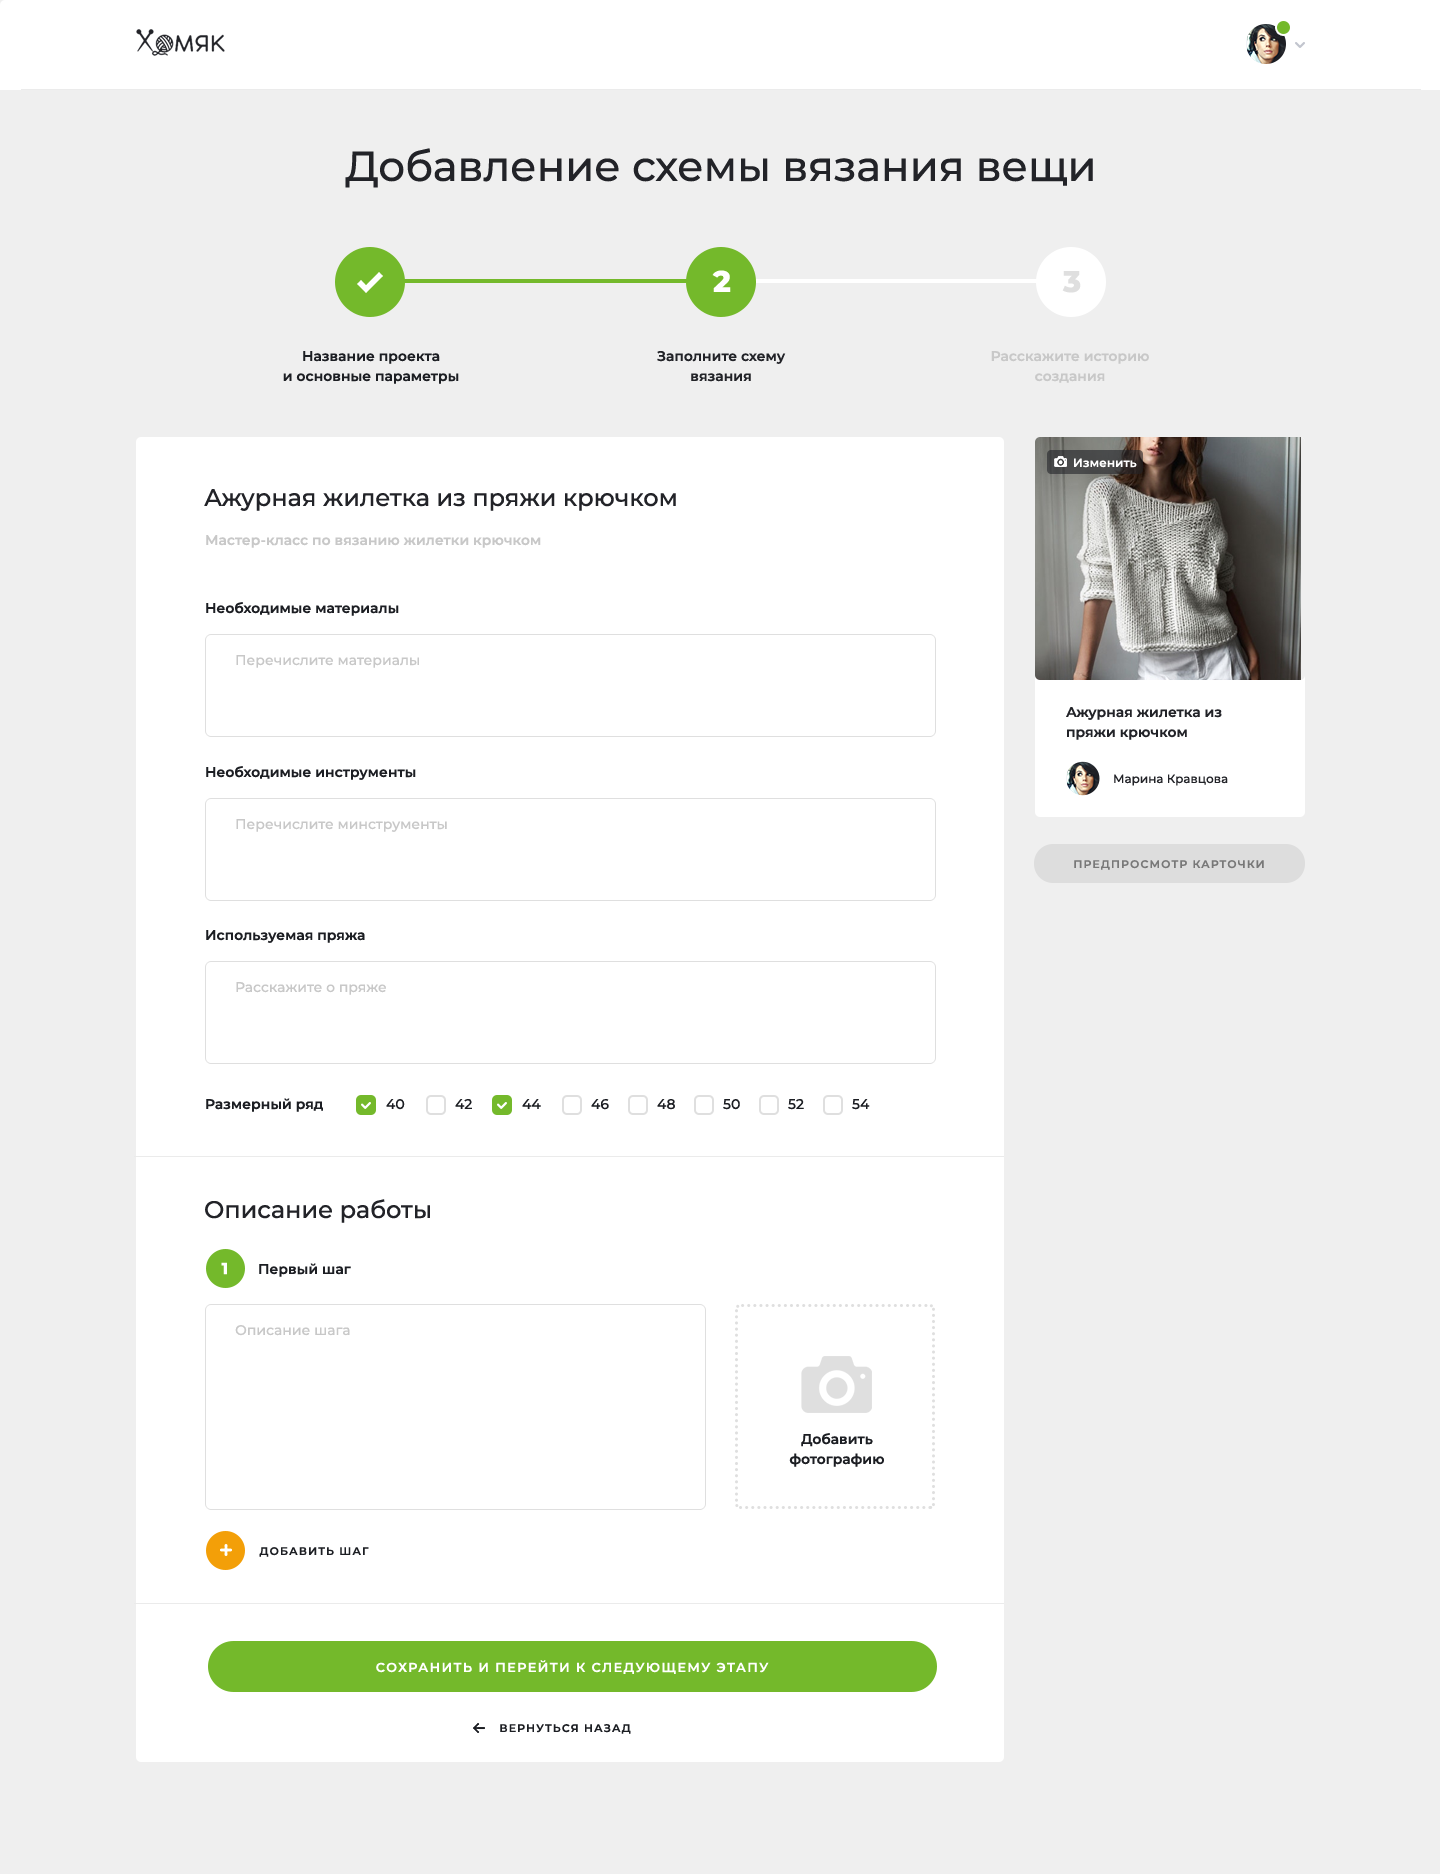 Хомяк
Добавление схемы вязания вещи
2
3
Название проекта
и основные параметры
Заполните схему
вязания
Расскажите историю
создания
Ажурная жилетка из пряжи крючком
Мастер-класс по вязанию жилетки крючком
Необходимые материалы
Перечислите материалы
Необходимые инструменты
Перечислите минструменты
Используемая пряжа
Расскажите о пряже
Размерный ряд 40 42 44 46 48 50 52 54
Описание работы
1 Первый шаг
Описание шага
Добавить
фотографию
ДОБАВИТЬ ШАГ
СОХРАНИТЬ И ПЕРЕЙТИ К СЛЕДУЮЩЕМУ ЭТАПУ
ВЕРНУТЬСЯ НАЗАД
Изменить
Ажурная жилетка из
пряжи крючком
Марина Кравцова
ПРЕДПРОСМОТР КАРТОЧКИ